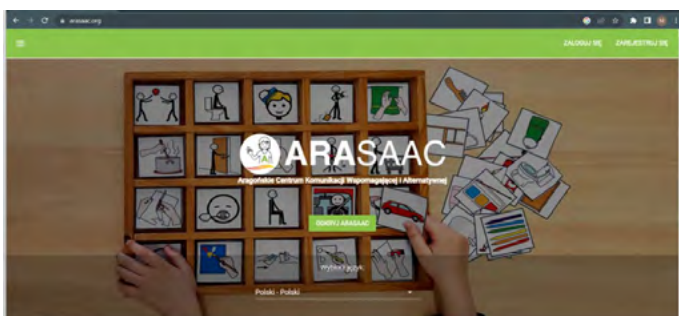 arasaac.org
ZALOGUJ SIĘ ZAREJESTRUJ SIĘ
ARASAAC
Aragońskie Centrum Komunikacji Wspomagającej i Alternatywnej
ODKRYJ ARASAAC
Wybierz język:
Polski - Polski